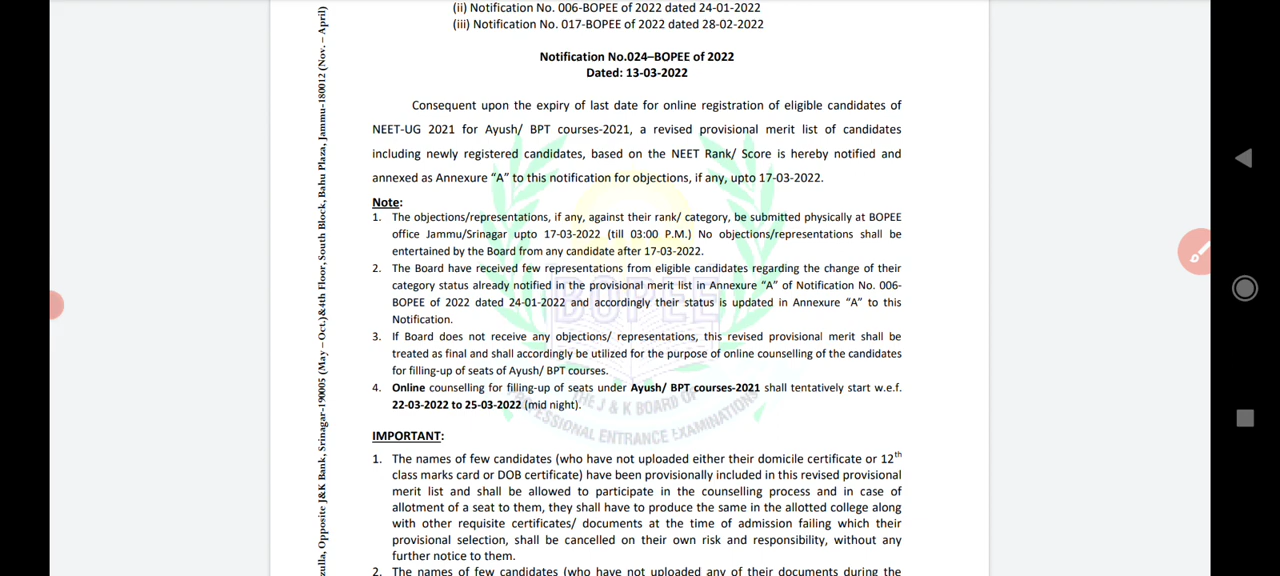 (ii) Notification No. 006-BOPEE of 2022 dated 24-01-2022
(iii) Notification No. 017-BOPEE of 2022 dated 28-02-2022
Notification No.024–BOPEE of 2022
Dated: 13-03-2022
Consequent upon the expiry of last date for online registration of eligible candidates of
NEET-UG 2021 for Ayush/ BPT courses-2021, a revised provisional merit list of candidates
including newly registered candidates, based on the NEET Rank/ Score is hereby notified and
annexed as Annexure “A” to this notification for objections, if any, upto 17-03-2022.
Note:
1. The objections/representations, if any, against their rank/ category, be submitted physically at BOPEE
office Jammu/Srinagar upto 17-03-2022 (till 03:00 P.M.) No objections/representations shall be
entertained by the Board from any candidate after 17-03-2022.
2. The Board have received few representations from eligible candidates regarding the change of their
category status already notified in the provisional merit list in Annexure “A” of Notification No. 006-
BOPEE of 2022 dated 24-01-2022 and accordingly their status is updated in Annexure “A” to this
Notification.
3. If Board does not receive any objections/ representations, this revised provisional merit shall be
treated as final and shall accordingly be utilized for the purpose of online counselling of the candidates
for filling-up of seats of Ayush/ BPT courses.
4. Online counselling for filling-up of seats under Ayush/ BPT courses-2021 shall tentatively start w.e.f.
22-03-2022 to 25-03-2022 (mid night).
IMPORTANT:
1. The names of few candidates (who have not uploaded either their domicile certificate or 12th
class marks card or DOB certificate) have been provisionally included in this revised provisional
merit list and shall be allowed to participate in the counselling process and in case of
allotment of a seat to them, they shall have to produce the same in the allotted college along
with other requisite certificates/ documents at the time of admission failing which their
provisional selection, shall be cancelled on their own risk and responsibility, without any
further notice to them.
2. The names of few candidates (who have not uploaded any of their documents during the
zulla, Opposite J&K Bank, Srinagar-190005 (May – Oct.)&4th Floor, South Block, Bahu Plaza, Jammu-180012 (Nov. – April)
BOPEE
THE J & K BOARD OF
PROFESSIONAL ENTRANCE EXAMINATIONS